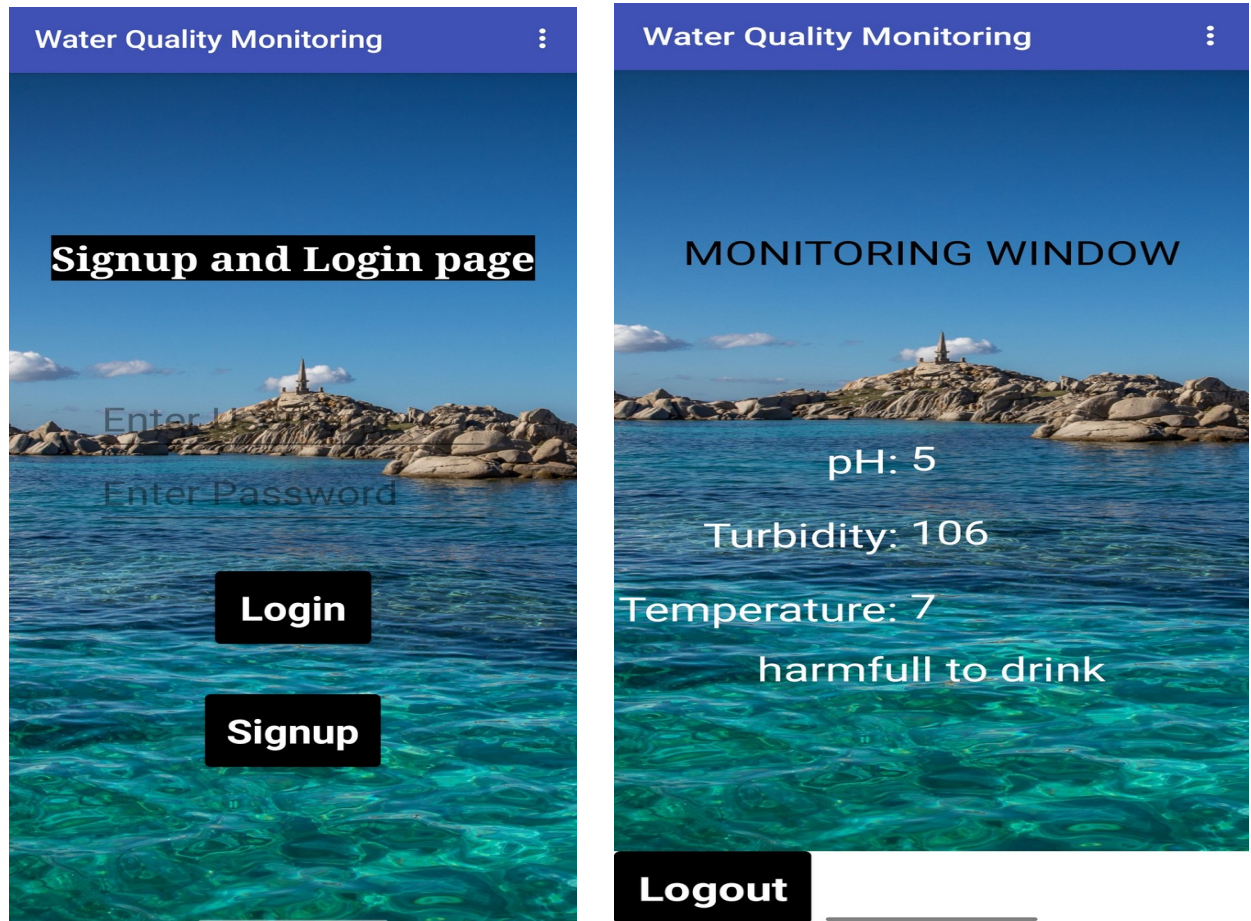 Water Quality Monitoring
Signup and Login page
Enter
Enter Password
Login
Signup
Water Quality Monitoring
MONITORING WINDOW
pH: 5
Turbidity: 106
Temperature: 7
harmfull to drink
Logout